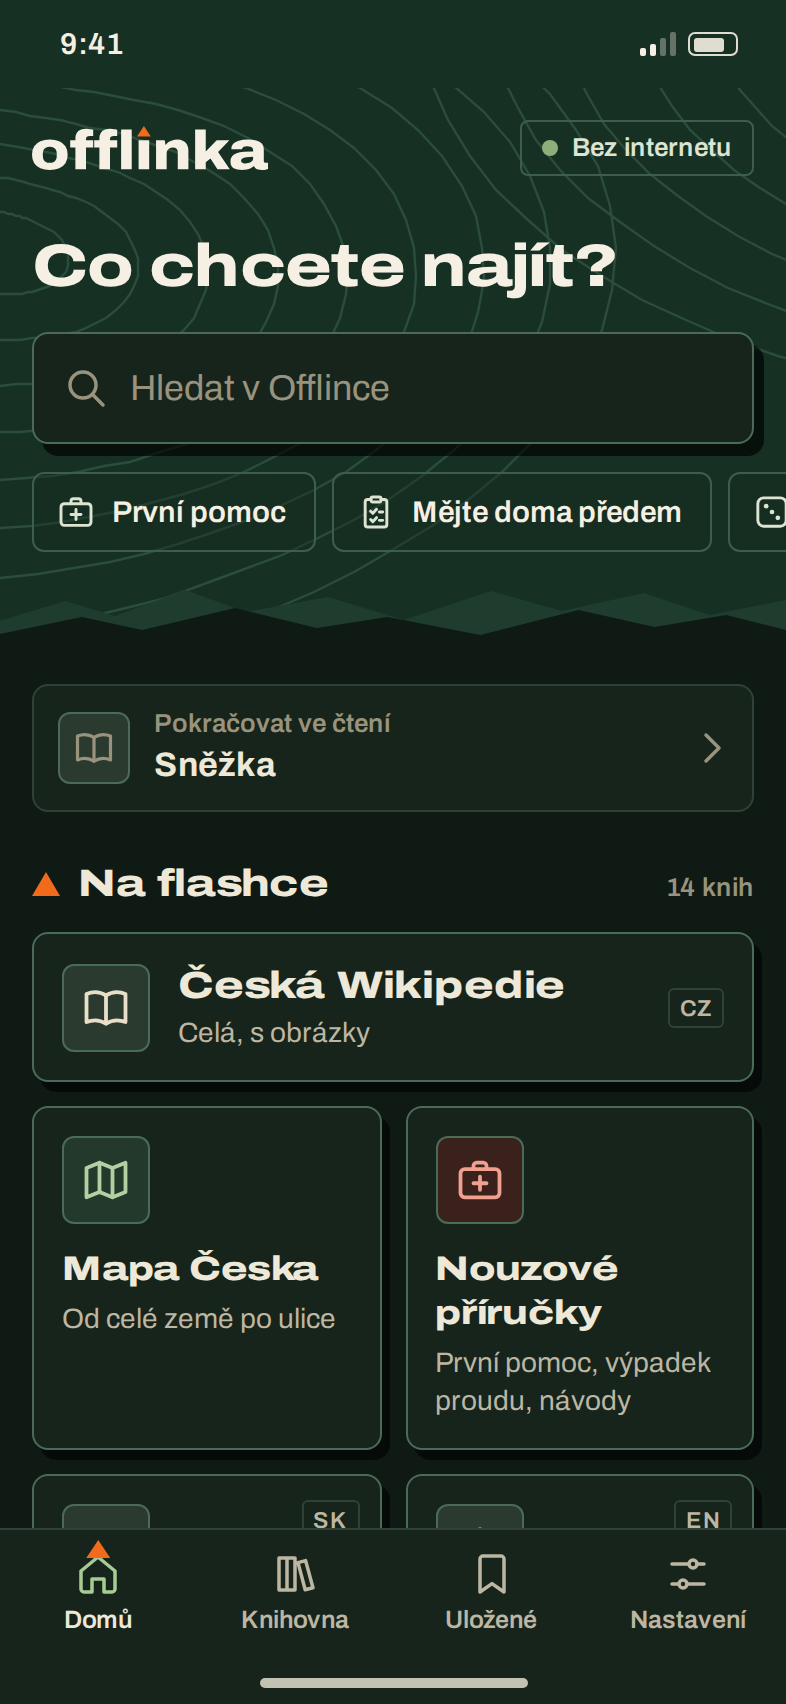 9:41
offlinka
Bez internetu
Co chcete najít?
Hledat v Offlince
První pomoc
Mějte doma předem
Pokračovat ve čtení
Sněžka
Na flashce
14 knih
Česká Wikipedie
Celá, s obrázky
CZ
Mapa Česka
Od celé země po ulice
Nouzové
příručky
První pomoc, výpadek
proudu, návody
SK
EN
Domů
Knihovna
Uložené
Nastavení